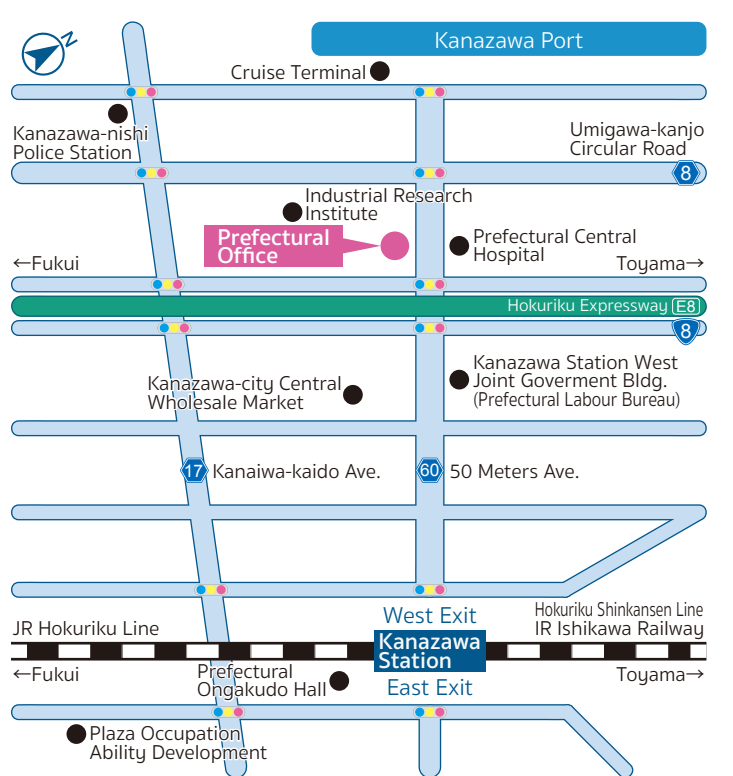 N
Kanazawa Port
Cruise Terminal
Kanazawa-nishi
Police Station
Umigawa-kanjo
Circular Road
8
Industrial Research
Institute
Prefectural
Office
Prefectural Central
Hospital
←Fukui
Toyama→
Hokuriku Expressway E8
8
Kanazawa Station West
Joint Goverment Bldg.
(Prefectural Labour Bureau)
Kanazawa-city Central
Wholesale Market
17 Kanaiwa-kaido Ave.
60 50 Meters Ave.
West Exit
Hokuriku Shinkansen Line
JR Hokuriku Line
IR Ishikawa Railway
Kanazawa
Station
←Fukui
Toyama→
Prefectural
Ongakudo Hall
East Exit
Plaza Occupation
Ability Development